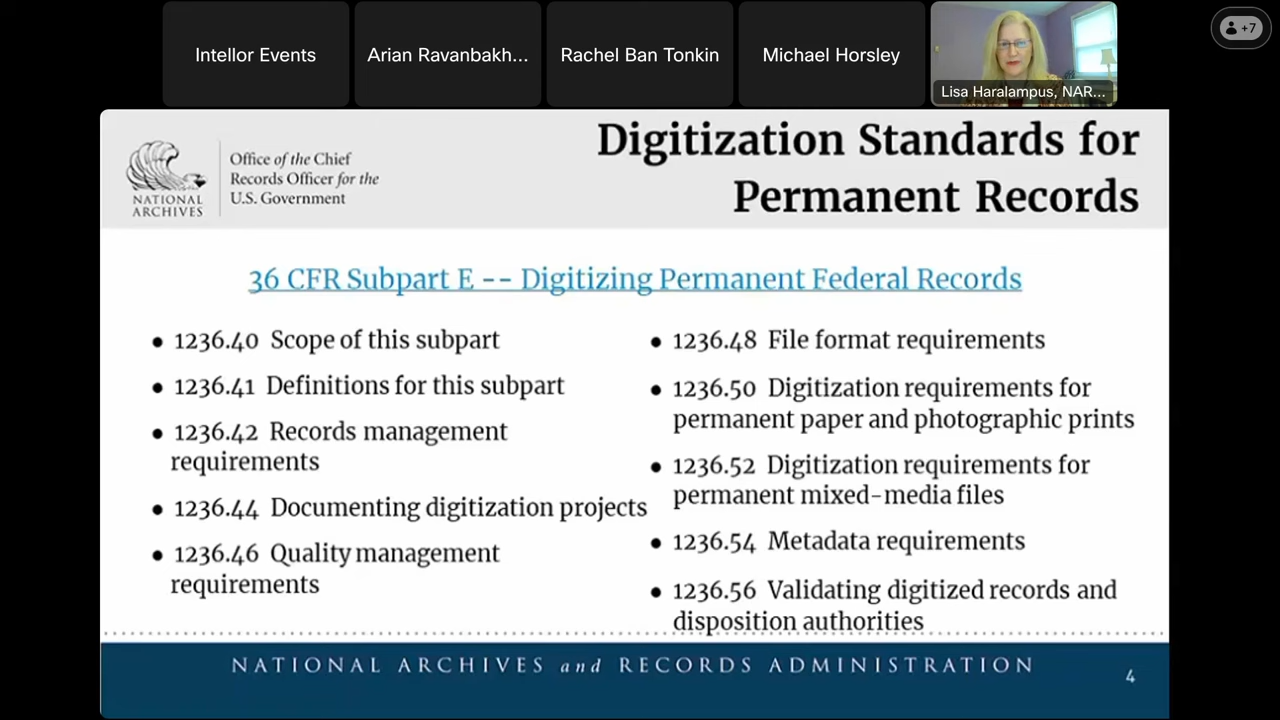 Intellor Events
Arian Ravanbakh...
Rachel Ban Tonkin
Michael Horsley
Lisa Haralampus, NAR...
+7
NATIONAL
ARCHIVES
Office of the Chief
Records Officer for the
U.S. Government
Digitization Standards for
Permanent Records
36 CFR Subpart E -- Digitizing Permanent Federal Records
• 1236.40 Scope of this subpart
• 1236.41 Definitions for this subpart
• 1236.42 Records management
requirements
• 1236.44 Documenting digitization projects
• 1236.46 Quality management
requirements
• 1236.48 File format requirements
• 1236.50 Digitization requirements for
permanent paper and photographic prints
• 1236.52 Digitization requirements for
permanent mixed-media files
• 1236.54 Metadata requirements
• 1236.56 Validating digitized records and
disposition authorities
NATIONAL ARCHIVES and RECORDS ADMINISTRATION
4